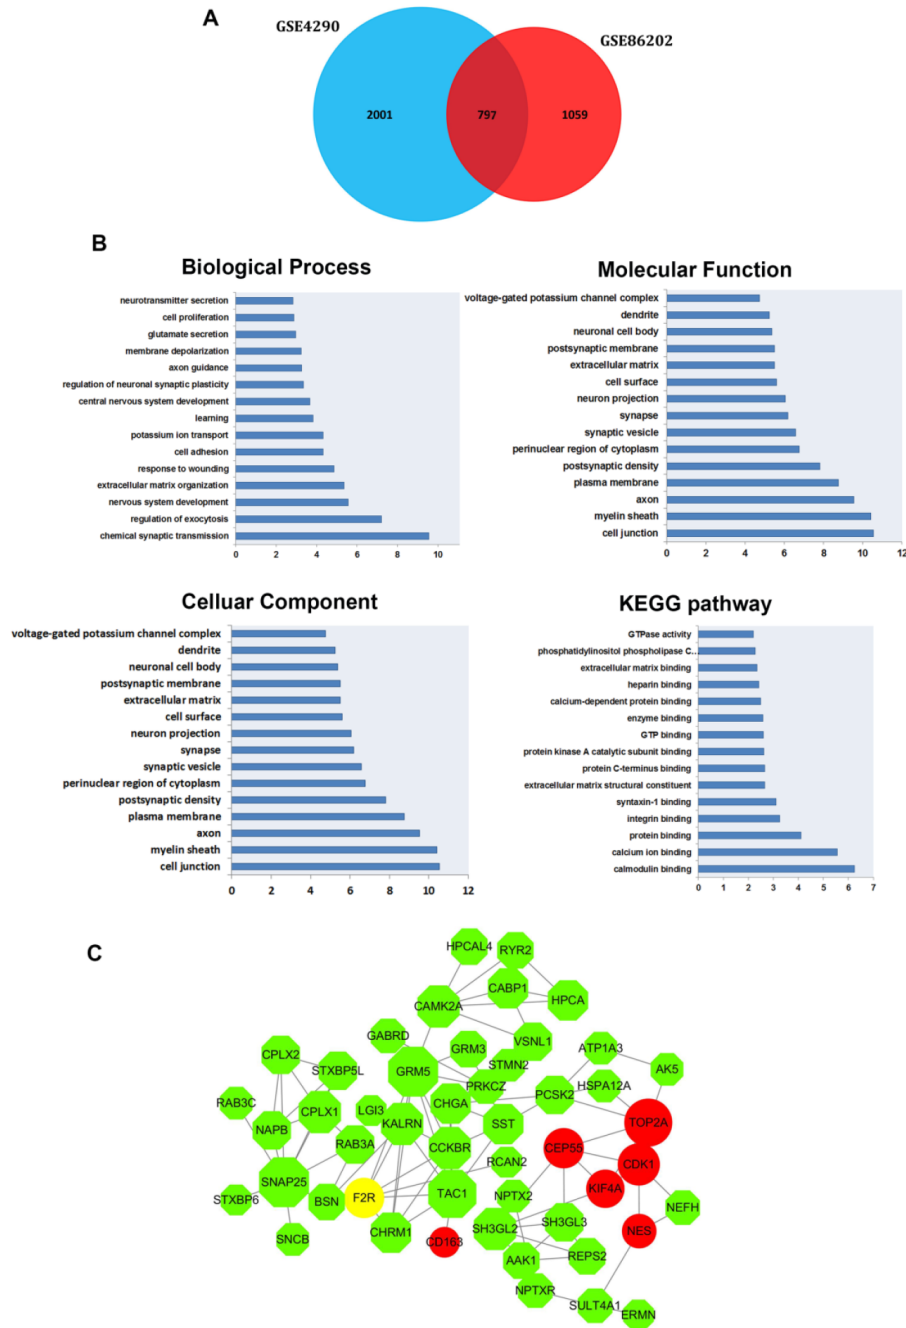 A
GSE4290
GSE86202
2001
797
1059
B
Biological Process
neurotransmitter secretion
cell proliferation
glutamate secretion
membrane depolarization
axon guidance
regulation of neuronal synaptic plasticity
central nervous system development
learning
potassium ion transport
cell adhesion
response to wounding
extracellular matrix organization
nervous system development
regulation of exocytosis
chemical synaptic transmission
0 2 4 6 8 10
Molecular Function
voltage-gated potassium channel complex
dendrite
neuronal cell body
postsynaptic membrane
extracellular matrix
cell surface
neuron projection
synapse
synaptic vesicle
perinuclear region of cytoplasm
postsynaptic density
plasma membrane
axon
myelin sheath
cell junction
0 2 4 6 8 10 12
Celluar Component
voltage-gated potassium channel complex
dendrite
neuronal cell body
postsynaptic membrane
extracellular matrix
cell surface
neuron projection
synapse
synaptic vesicle
perinuclear region of cytoplasm
postsynaptic density
plasma membrane
axon
myelin sheath
cell junction
0 2 4 6 8 10 12
KEGG pathway
GTPase activity
phosphatidylinositol phospholipase C...
extracellular matrix binding
heparin binding
calcium-dependent protein binding
enzyme binding
GTP binding
protein kinase A catalytic subunit binding
protein C-terminus binding
extracellular matrix structural constituent
syntaxin-1 binding
integrin binding
protein binding
calcium ion binding
calmodulin binding
0 1 2 3 4 5 6 7
C
HPCAL4
RYR2
CABP1
HPCA
CAMK2A
GABRD
GRM3
VSNL1
ATP1A3
CPLX2
STXBP5L
GRM5
STMN2
AK5
PRKCZ
HSPA12A
PCSK2
RAB3C
CPLX1
LGI3
CHGA
NAPB
KALRN
SST
TOP2A
RAB3A
CCKBR
CEP55
RCAN2
CDK1
SNAP25
STXBP6
BSN
F2R
TAC1
NPTX2
KIF4A
NEFH
SH3GL2
SH3GL3
NES
SNCB
CHRM1
CD163
AAK1
REPS2
NPTXR
SULT4A1
ERMN